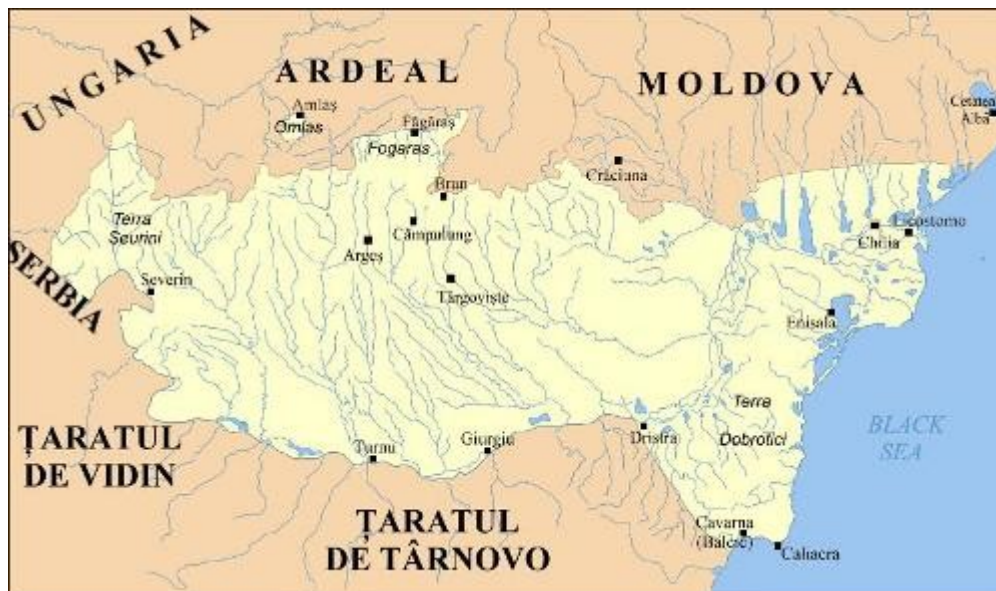 UNGARIA
ARDEAL
MOLDOVA
Amlaș
Omlas
Făgăraș
Fogaras
Cetatea
Albă
Crăciuna
Bran
Terra
Seurini
Câmpulung
Argeș
Licostomo
Chilia
SERBIA
Severin
Târgoviște
Enisala
Terra
Dobrotici
BLACK
SEA
ȚARATUL
DE VIDIN
Turnu
Giurgiu
Dristra
ȚARATUL
DE TÂRNOVO
Cavarna
(Balcic)
Caliacra